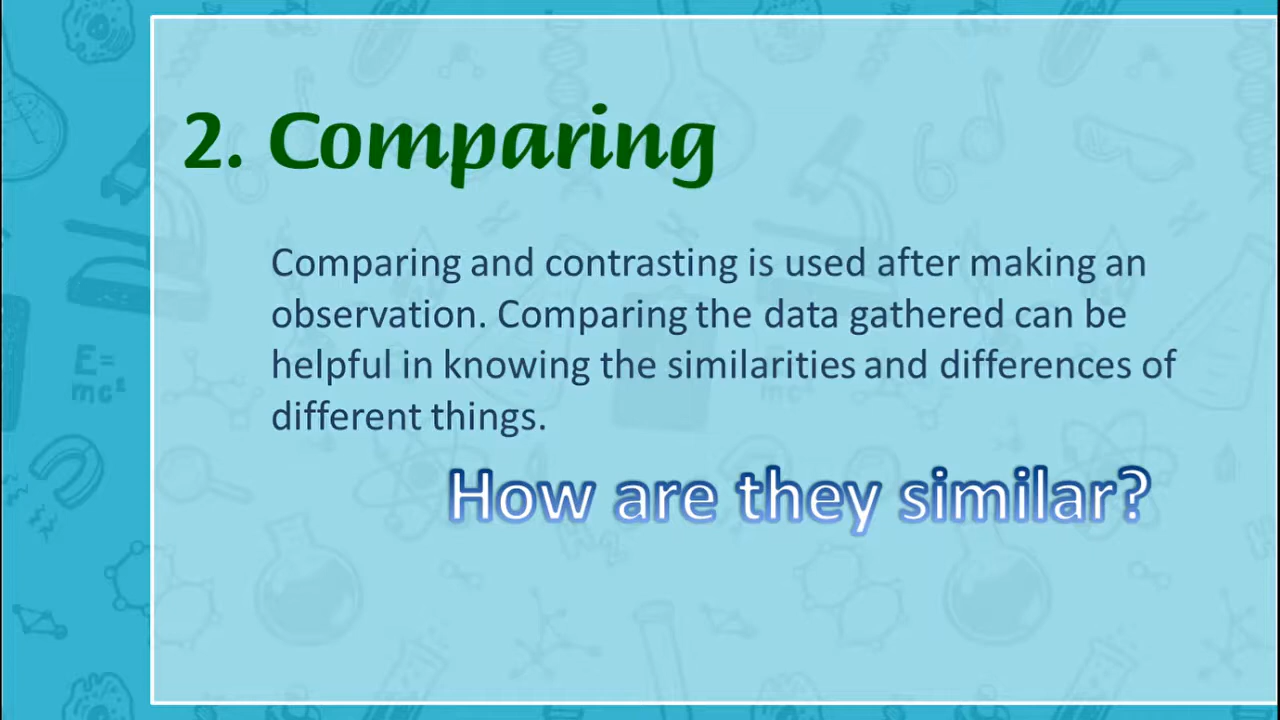 2. Comparing
Comparing and contrasting is used after making an
observation. Comparing the data gathered can be
helpful in knowing the similarities and differences of
different things.
How are they similar?
E=
mc²